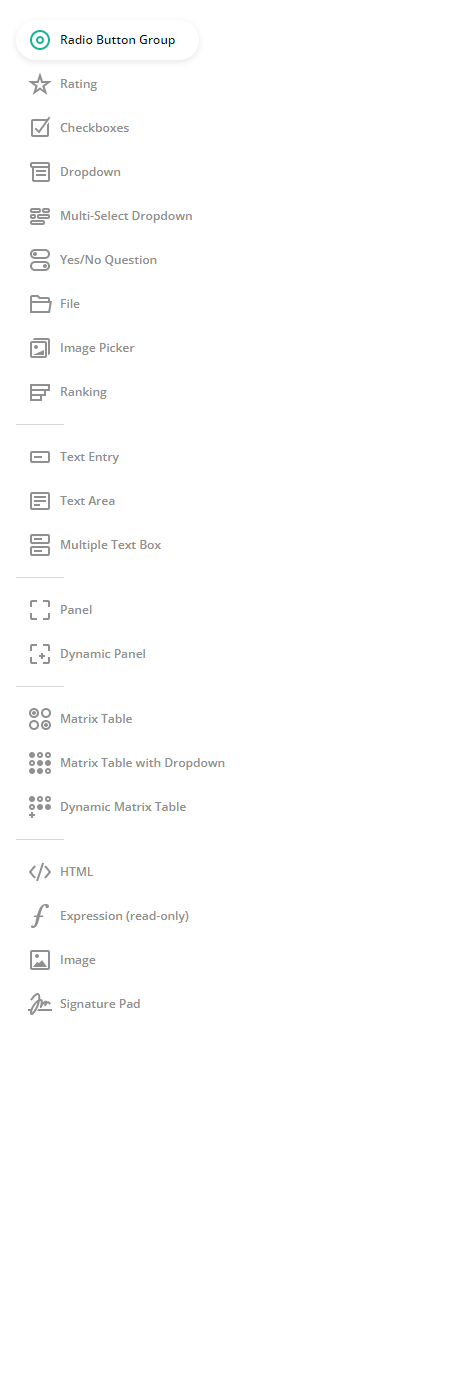 Radio Button Group
Rating
Checkboxes
Dropdown
Multi-Select Dropdown
Yes/No Question
File
Image Picker
Ranking
Text Entry
Text Area
Multiple Text Box
Panel
Dynamic Panel
Matrix Table
Matrix Table with Dropdown
Dynamic Matrix Table
HTML
Expression (read-only)
Image
Signature Pad